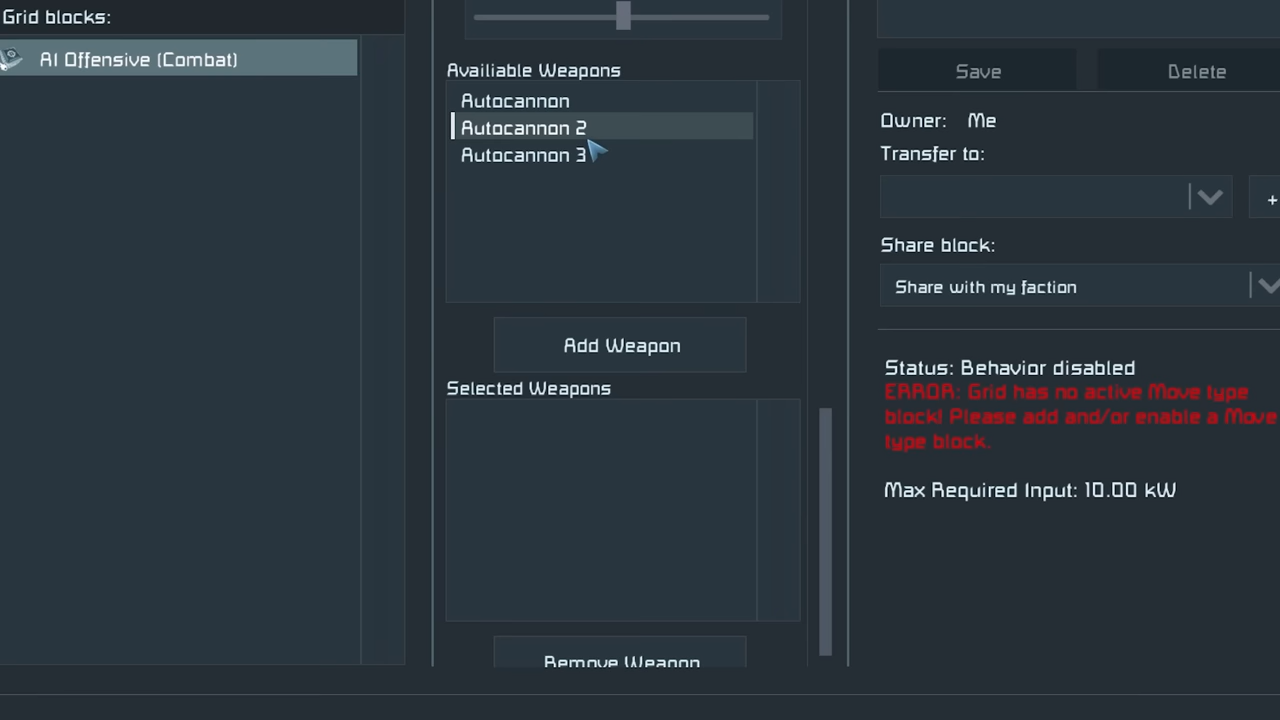 Grid blocks:
AI Offensive (Combat)
Availiable Weapons
Autocannon
Autocannon 2
Autocannon 3
Add Weapon
Selected Weapons
Remove Weapon
Save
Delete
Owner: Me
Transfer to:
+
Share block:
Share with my faction
Status: Behavior disabled
ERROR: Grid has no active Move type
block! Please add and/or enable a Move
type block.
Max Required Input: 10.00 kW